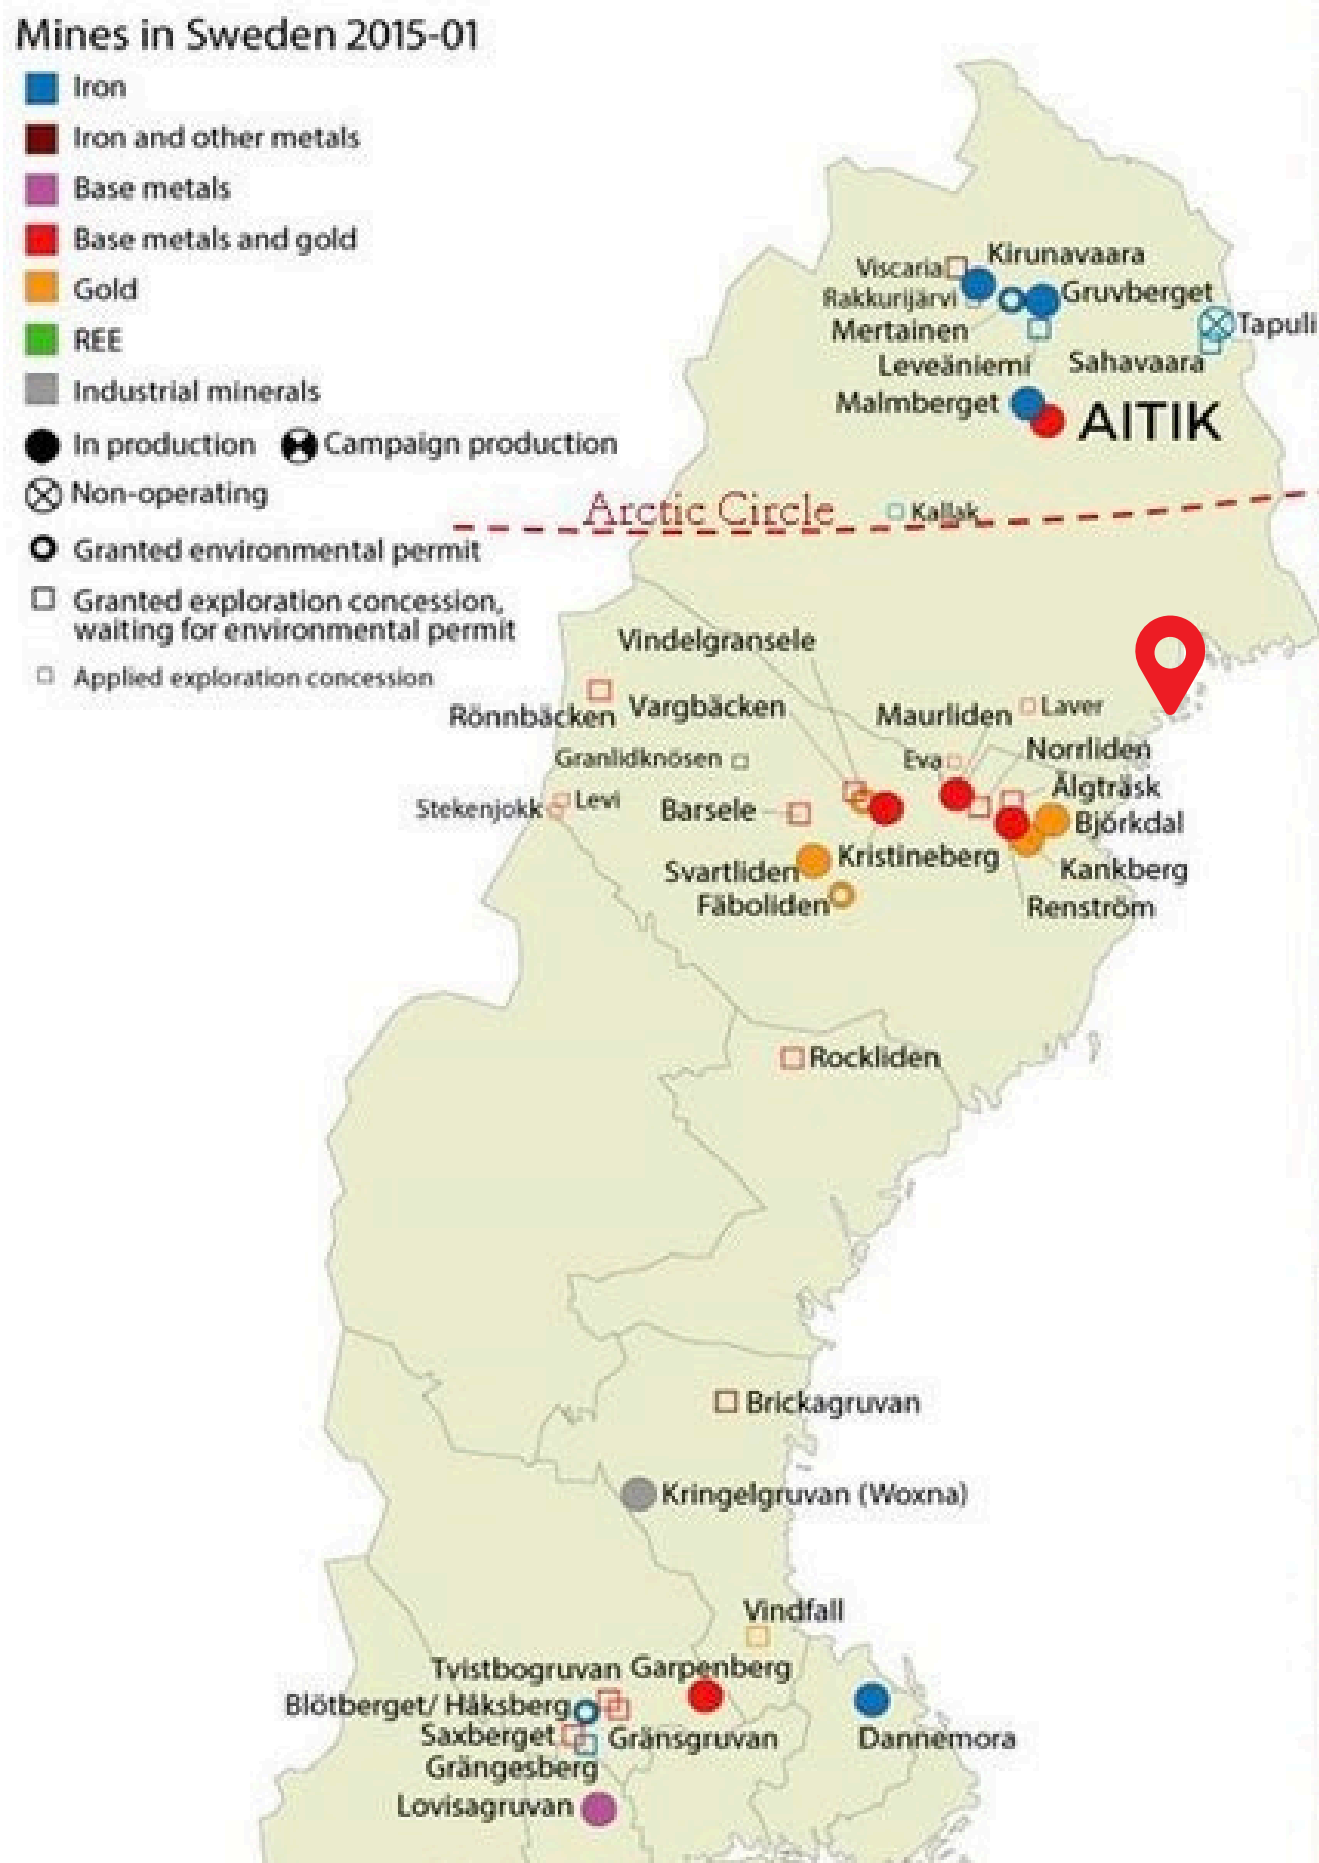 Mines in Sweden 2015-01
Iron
Iron and other metals
Base metals
Base metals and gold
Gold
REE
Industrial minerals
In production
Campaign production
Non-operating
Granted environmental permit
Granted exploration concession,
waiting for environmental permit
Applied exploration concession
Kirunavaara
Viscaria
Rakkurijärvi
Gruvberget
Mertainen
Tapuli
Leveäniemi
Sahavaara
Malmberget
AITIK
Arctic Circle
Kallak
Vindelgransele
Rönnbäcken
Vargbäcken
Maurliden
Laver
Granlidknösen
Eva
Norrliden
Älgträsk
Stekenjokk
Levi
Barsele
Björkdal
Svartliden
Kristineberg
Kankberg
Fäboliden
Renström
Rockliden
Brickagruvan
Kringelgruvan (Woxna)
Vindfall
Tvistbogruvan
Garpenberg
Blötberget/ Håksberg
Saxberget
Gränsgruvan
Dannemora
Grängesberg
Lovisagruvan